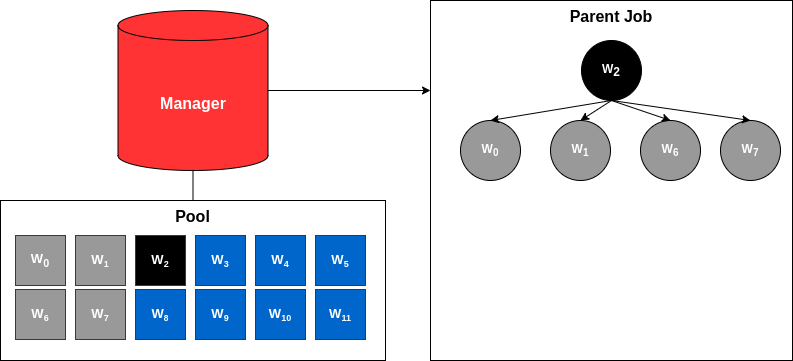 Parent Job
W2
Manager
W0 W1 W6 W7
Pool
W0 W1 W2 W3 W4 W5
W6 W7 W8 W9 W10 W11